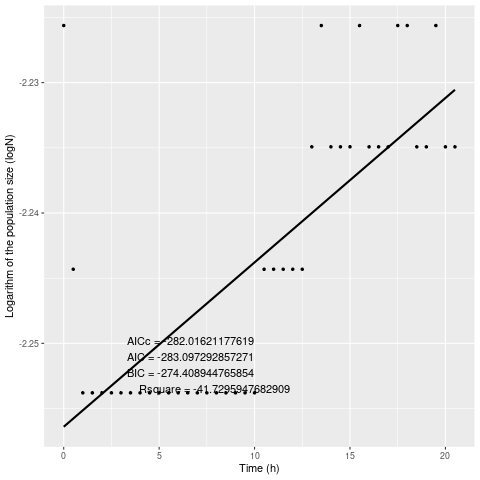 -2.23
-2.24
-2.25
Logarithm of the population size (logN)
AICc = -282.01621177619
AIC = -283.097292857271
BIC = -274.408944765854
Rsquare = -41.7295947682909
0 5 10 15 20
Time (h)